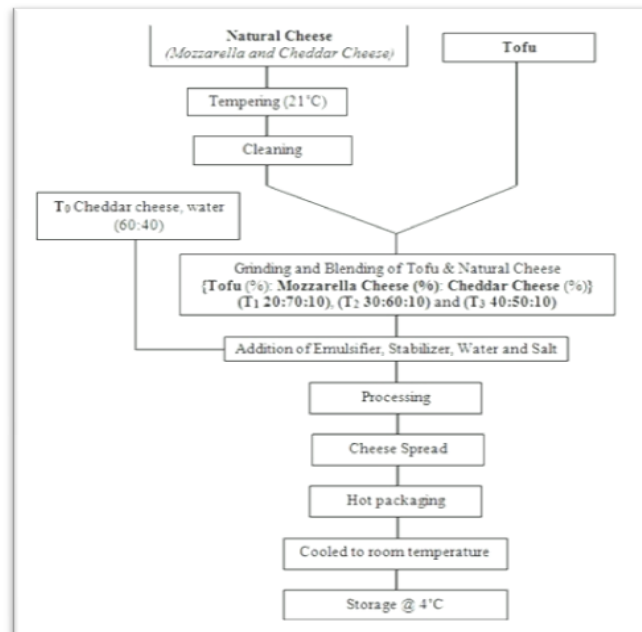 Natural Cheese
(Mozzarella and Cheddar Cheese)
Tofu
Tempering (21°C)
Cleaning
T0 Cheddar cheese, water
(60:40)
Grinding and Blending of Tofu & Natural Cheese
{Tofu (%): Mozzarella Cheese (%): Cheddar Cheese (%)}
(T1 20:70:10), (T2 30:60:10) and (T3 40:50:10)
Addition of Emulsifier, Stabilizer, Water and Salt
Processing
Cheese Spread
Hot packaging
Cooled to room temperature
Storage @ 4°C